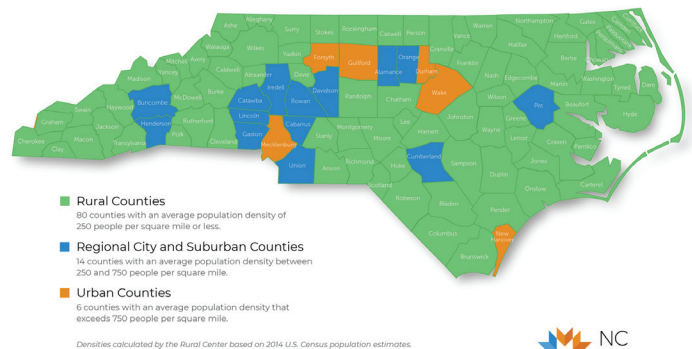 Ashe
Alleghany
Surry
Stokes
Rockingham
Caswell
Person
Granville
Vance
Warren
Northampton
Halifax
Hertford
Gates
Camden
Currituck
Pasquotank
Perquimans
Chowan
Watauga
Wilkes
Yadkin
Forsyth
Guilford
Alamance
Orange
Durham
Franklin
Nash
Edgecombe
Bertie
Martin
Washington
Tyrrell
Dare
Avery
Yancey
Madison
Caldwell
Alexander
Iredell
Davie
Davidson
Randolph
Chatham
Wake
Wilson
Pitt
Beaufort
Hyde
Buncombe
McDowell
Burke
Catawba
Rowan
Swain
Haywood
Graham
Jackson
Henderson
Polk
Rutherford
Cleveland
Lincoln
Gaston
Cabarrus
Mecklenburg
Stanly
Montgomery
Moore
Lee
Harnett
Johnston
Wayne
Greene
Lenoir
Craven
Pamlico
Cherokee
Clay
Macon
Transylvania
Union
Anson
Richmond
Hoke
Scotland
Cumberland
Sampson
Duplin
Jones
Onslow
Carteret
Robeson
Bladen
Pender
Columbus
Brunswick
New
Hanover
Rural Counties
80 counties with an average population density of
250 people per square mile or less.
Regional City and Suburban Counties
14 counties with an average population density between
250 and 750 people per square mile.
Urban Counties
6 counties with an average population density that
exceeds 750 people per square mile.
Densities calculated by the Rural Center based on 2014 U.S. Census population estimates.
NC